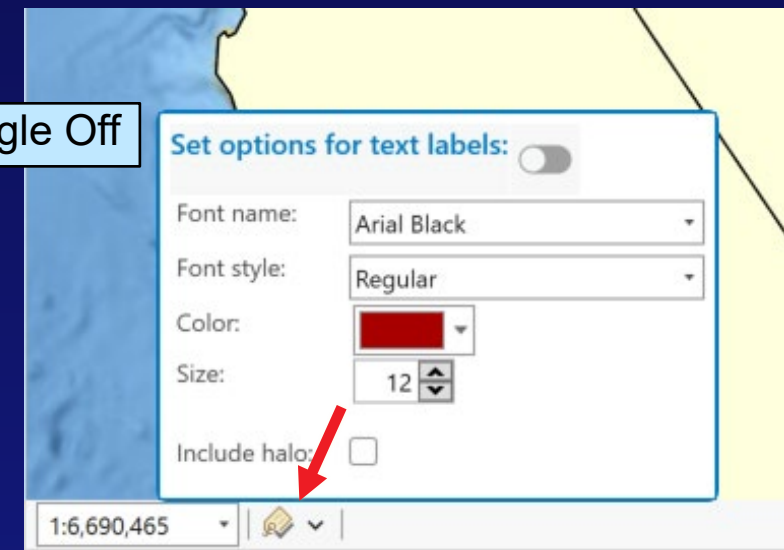 gle Off
Set options for text labels:
Font name: Arial Black
Font style: Regular
Color:
Size: 12
Include halo:
1:6,690,465